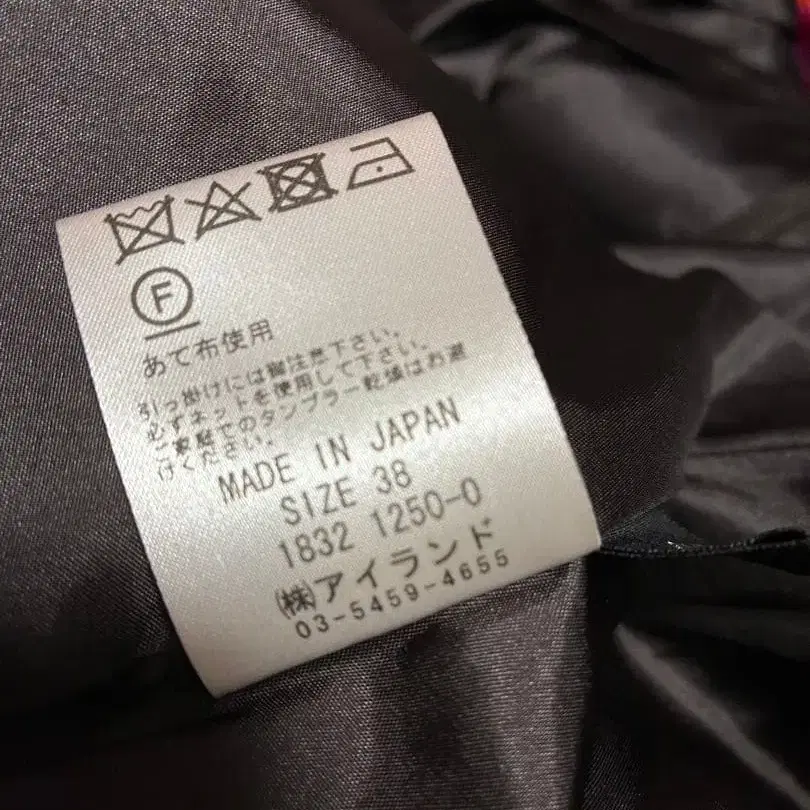 F
あて布使用
引っ掛けには御注意下さい。
必ずネットを使用して下さい。
ご家庭でのタンブラー乾燥はお避
けください。
MADE IN JAPAN
SIZE 38
1832 1250-0
㈱アイランド
03-5459-4655